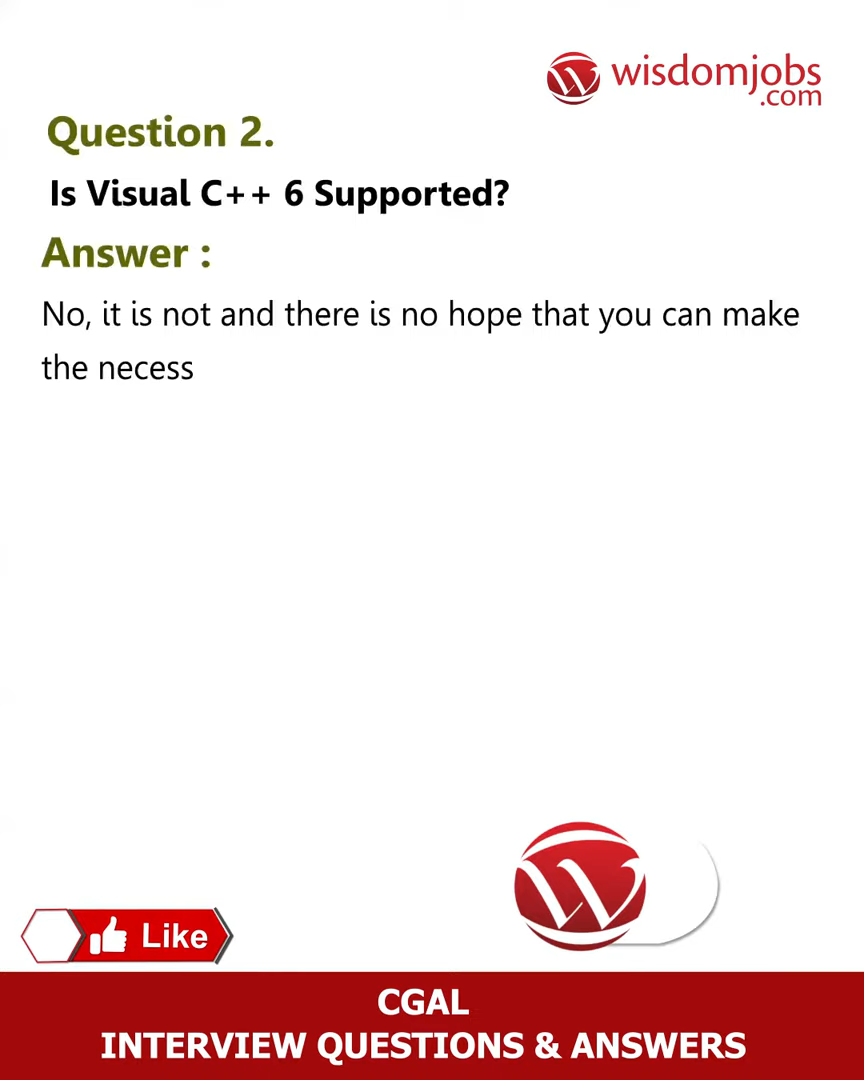 wisdomjobs
.com
Question 2.
Is Visual C++ 6 Supported?
Answer :
No, it is not and there is no hope that you can make
the necess
W
Like
CGAL
INTERVIEW QUESTIONS & ANSWERS